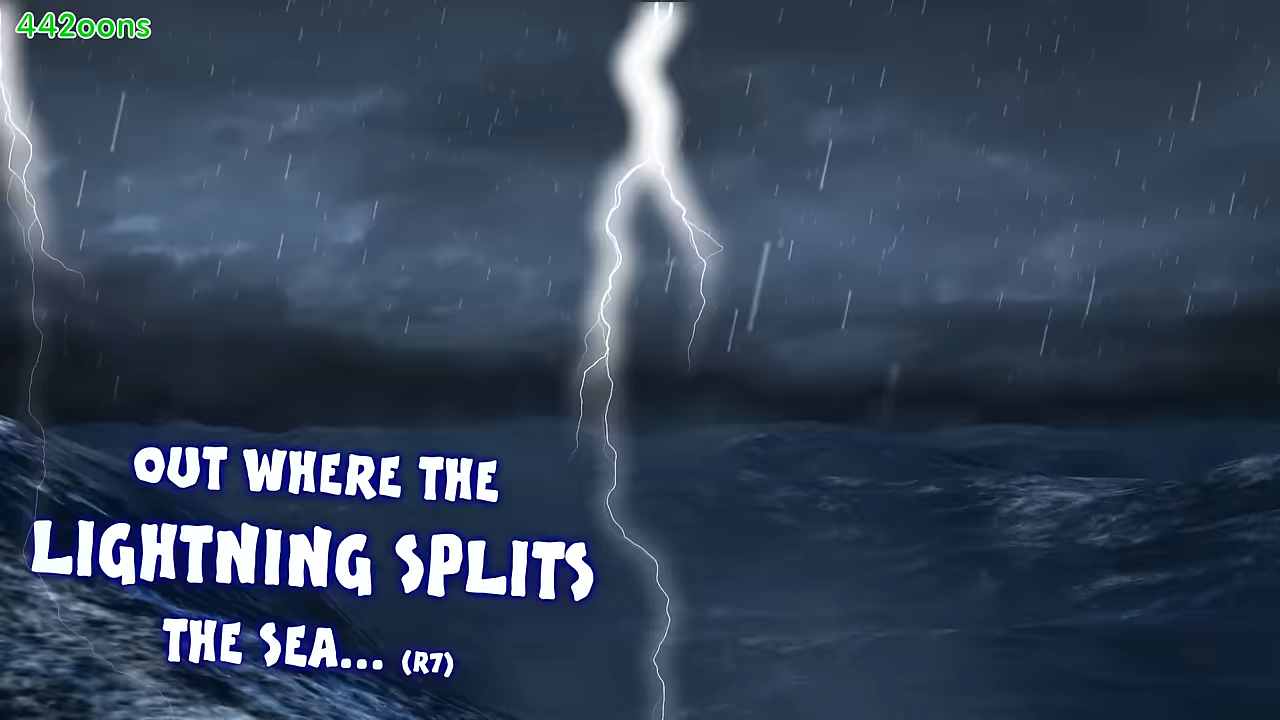 442oons
OUT WHERE THE
LIGHTNING SPLITS
THE SEA... (R7)